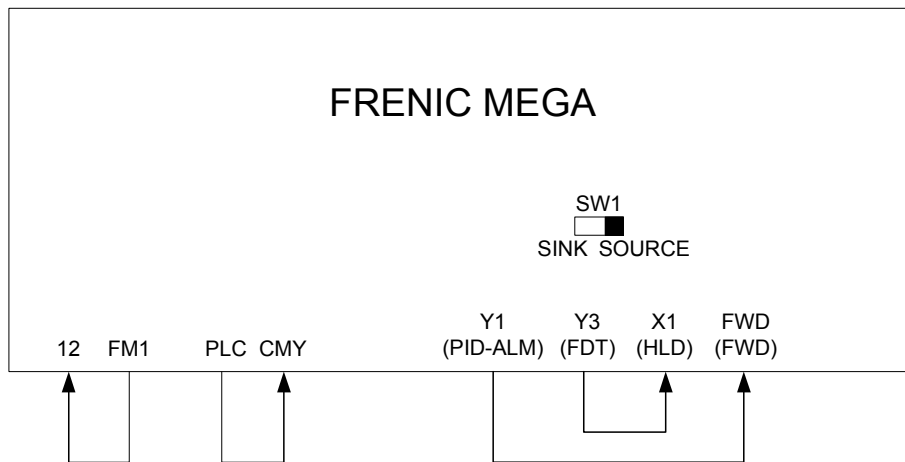 FRENIC MEGA
SW1
SINK SOURCE
12 FM1 PLC CMY
Y1 Y3 X1 FWD
(PID-ALM) (FDT) (HLD) (FWD)